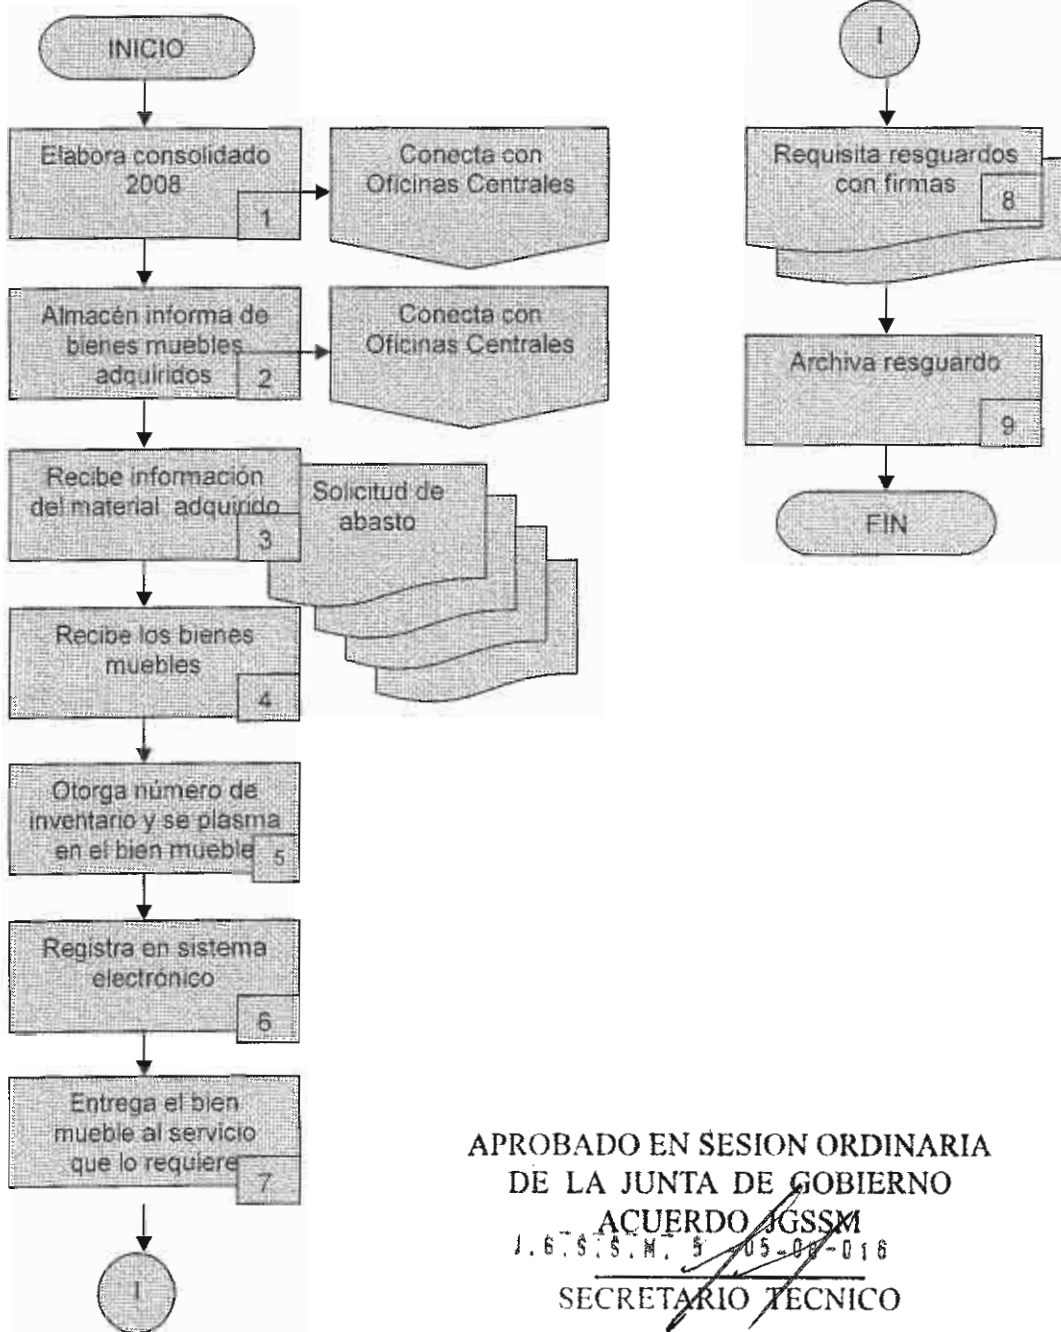 INICIO
Elabora consolidado
2008
1
Conecta con
Oficinas Centrales
Almacén informa de
bienes muebles
adquiridos
2
Conecta con
Oficinas Centrales
Recibe información
del material adquirido
3
Solicitud de
abasto
Recibe los bienes
muebles
4
Otorga número de
inventario y se plasma
en el bien mueble
5
Registra en sistema
electrónico
6
Entrega el bien
mueble al servicio
que lo requiere
7
I
I
Requisita resguardos
con firmas
8
Archiva resguardo
9
FIN
APROBADO EN SESION ORDINARIA
DE LA JUNTA DE GOBIERNO
ACUERDO JGSSM
SECRETARIO TECNICO